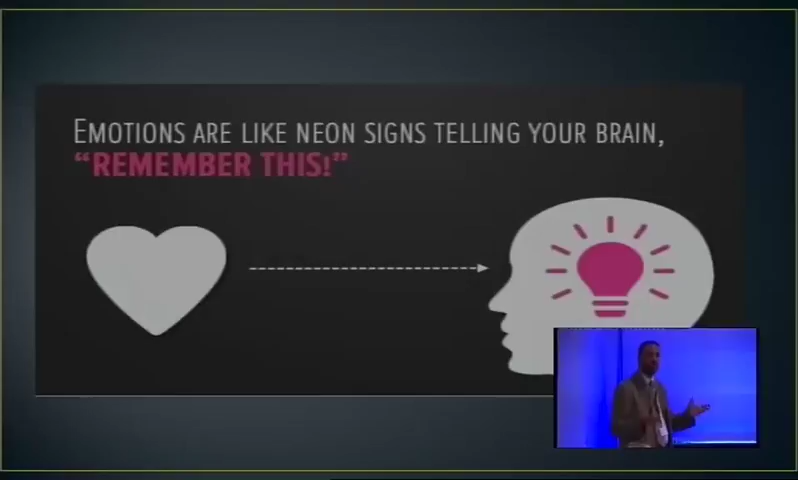 EMOTIONS ARE LIKE NEON SIGNS TELLING YOUR BRAIN,
“REMEMBER THIS!”